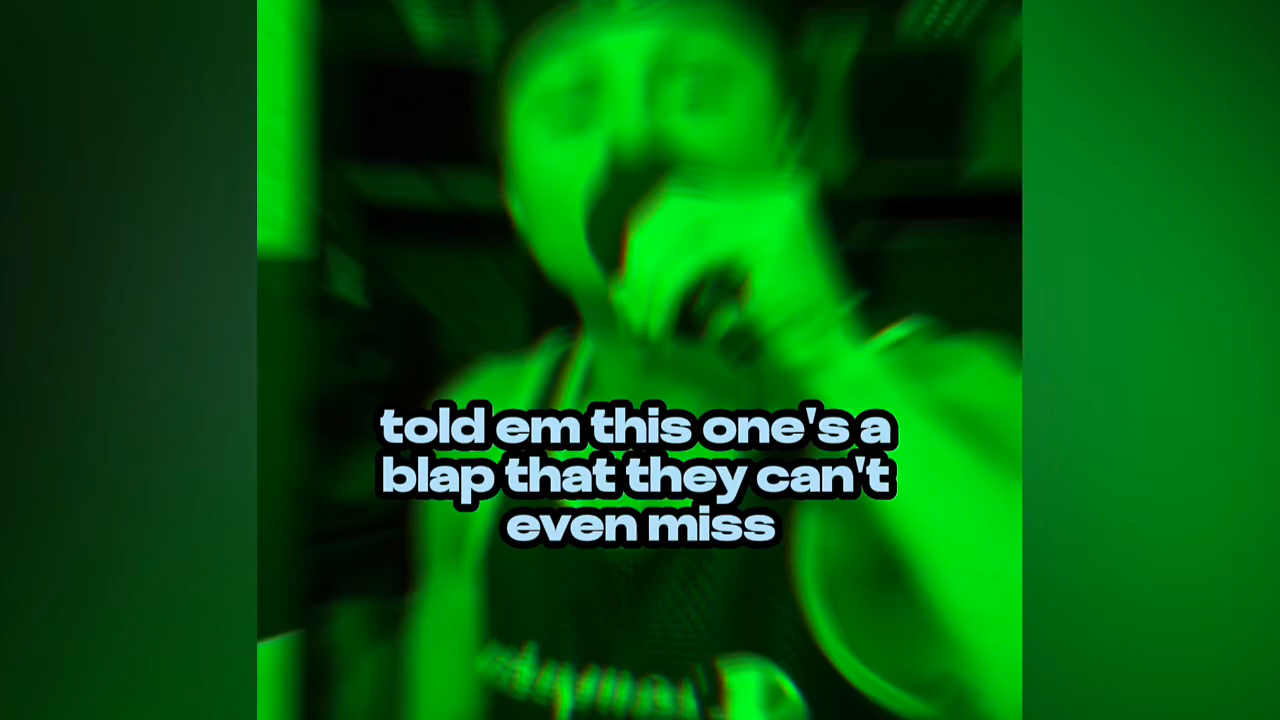 told em this one's a
blap that they can't
even miss